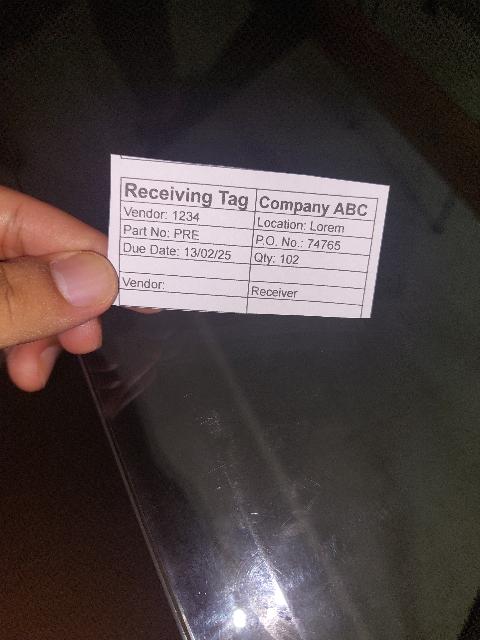 Receiving Tag Company ABC
Vendor: 1234 Location: Lorem
Part No: PRE P.O. No.: 74765
Due Date: 13/02/25 Qty: 102
Vendor: Receiver